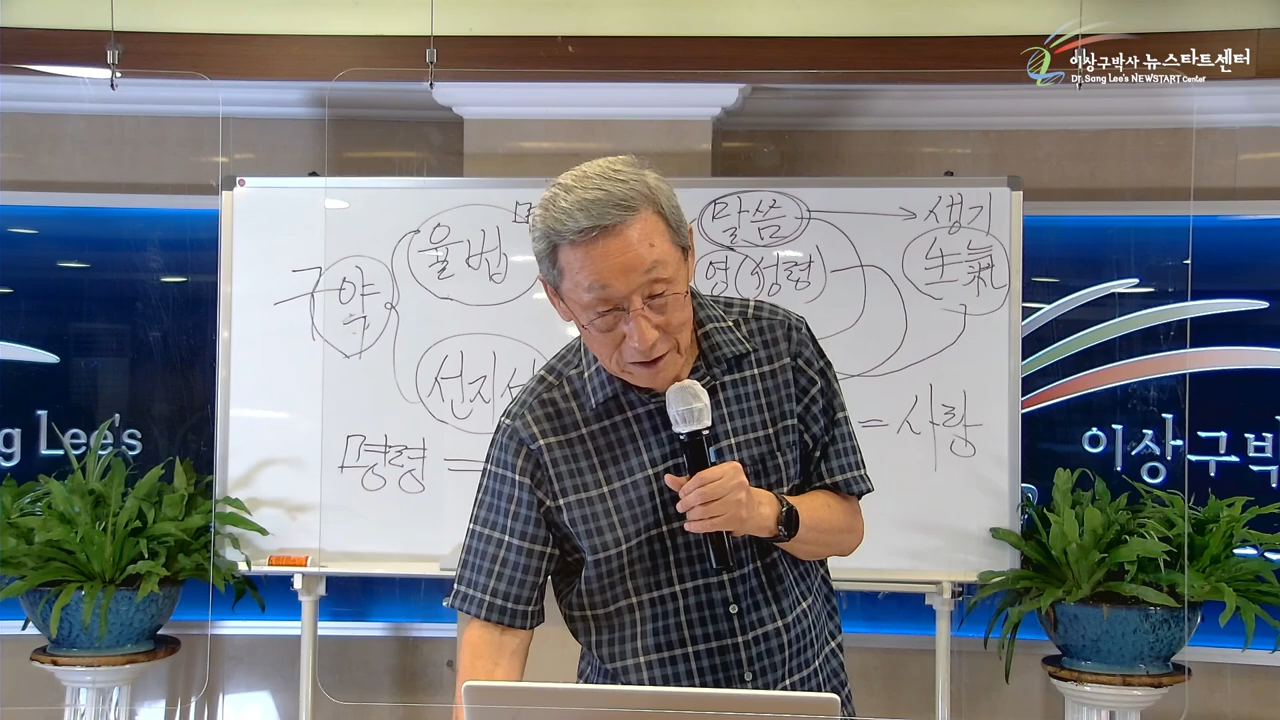 이상구박사 뉴스타트센터
Dr. Sang Lee's NEWSTART Center
구약
율법
말씀
생기
영(성령)
生氣
선지서
명령 =
= 사랑
ng Lee's
이상구박